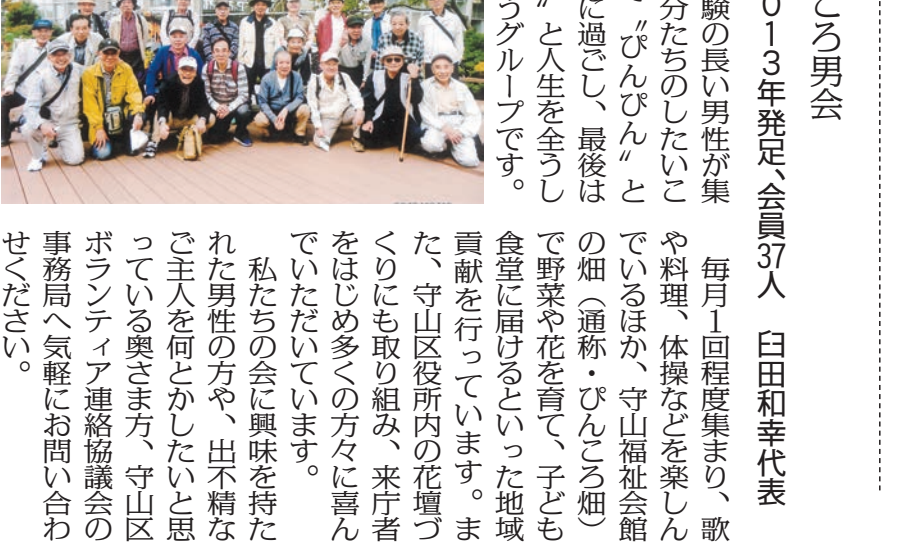 ころ男会
013年発足、会員37人　臼田和幸代表
験の長い男性が集
分たちのしたいこ
て〝ぴんぴん〟と
に過ごし、最後は
〟と人生を全うし
うグループです。
毎月1回程度集まり、歌
や料理、体操などを楽しん
でいるほか、守山福祉会館
の畑（通称・ぴんころ畑）
で野菜や花を育て、子ども
食堂に届けるといった地域
貢献を行っています。ま
た、守山区役所内の花壇づ
くりにも取り組み、来庁者
をはじめ多くの方々に喜ん
でいただいています。
私たちの会に興味を持た
れた男性の方や、出不精な
ご主人を何とかしたいと思
っている奥さま方、守山区
ボランティア連絡協議会の
事務局へ気軽にお問い合わ
せください。